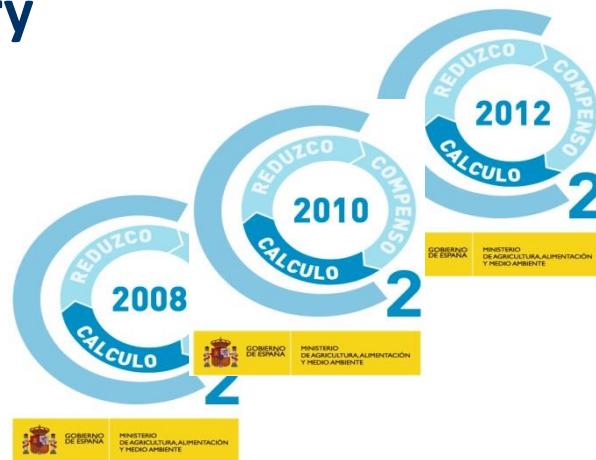 ry
REDUZCO
COMPENSO
2012
CALCULO
2
GOBIERNO
DE ESPAÑA
MINISTERIO
DE AGRICULTURA, ALIMENTACIÓN
Y MEDIO AMBIENTE
REDUZCO
COMPENSO
2010
CALCULO
2
GOBIERNO
DE ESPAÑA
MINISTERIO
DE AGRICULTURA, ALIMENTACIÓN
Y MEDIO AMBIENTE
REDUZCO
2008
CALCULO
2
GOBIERNO
DE ESPAÑA
MINISTERIO
DE AGRICULTURA, ALIMENTACIÓN
Y MEDIO AMBIENTE